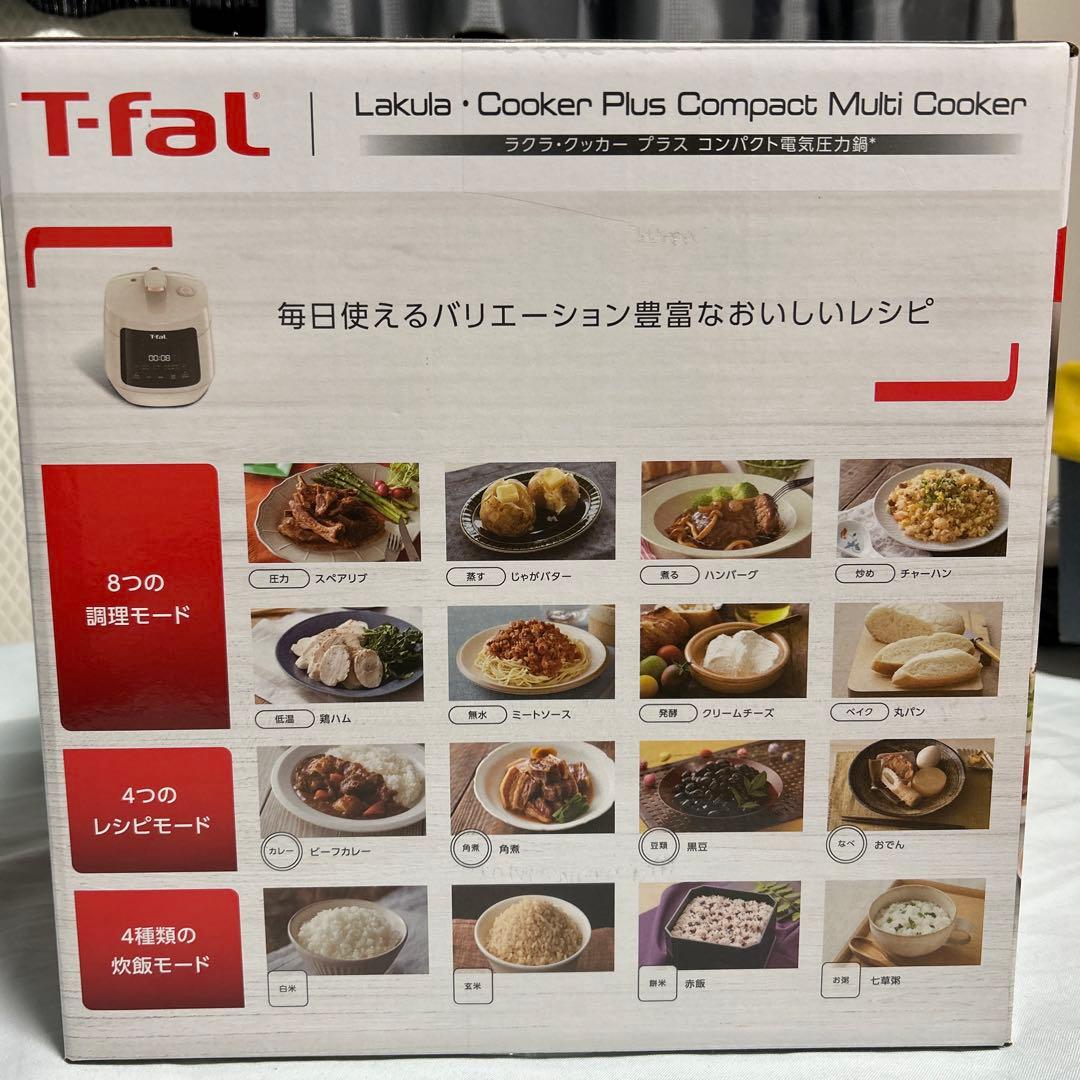 T-fal®
Lakula・Cooker Plus Compact Multi Cooker
ラクラ・クッカー プラス コンパクト電気圧力鍋*
毎日使えるバリエーション豊富なおいしいレシピ
T-fal
00:08
8つの
調理モード
圧力 スペアリブ
蒸す じゃがバター
煮る ハンバーグ
炒め チャーハン
低温 鶏ハム
無水 ミートソース
発酵 クリームチーズ
ベイク 丸パン
4つの
レシピモード
カレー ビーフカレー
角煮 角煮
豆類 黒豆
なべ おでん
4種類の
炊飯モード
白米
玄米
餅米 赤飯
お粥 七草粥